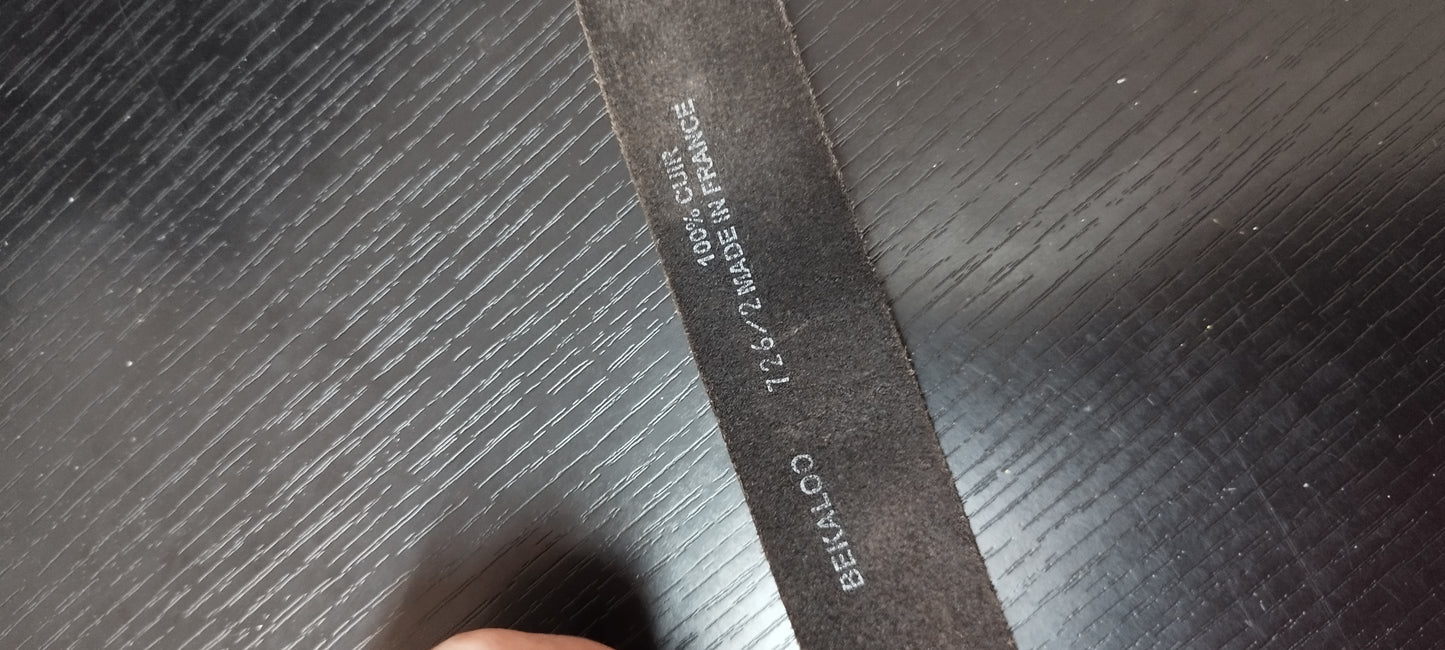 100% CUIR
BEKALOO 726/2 MADE IN FRANCE